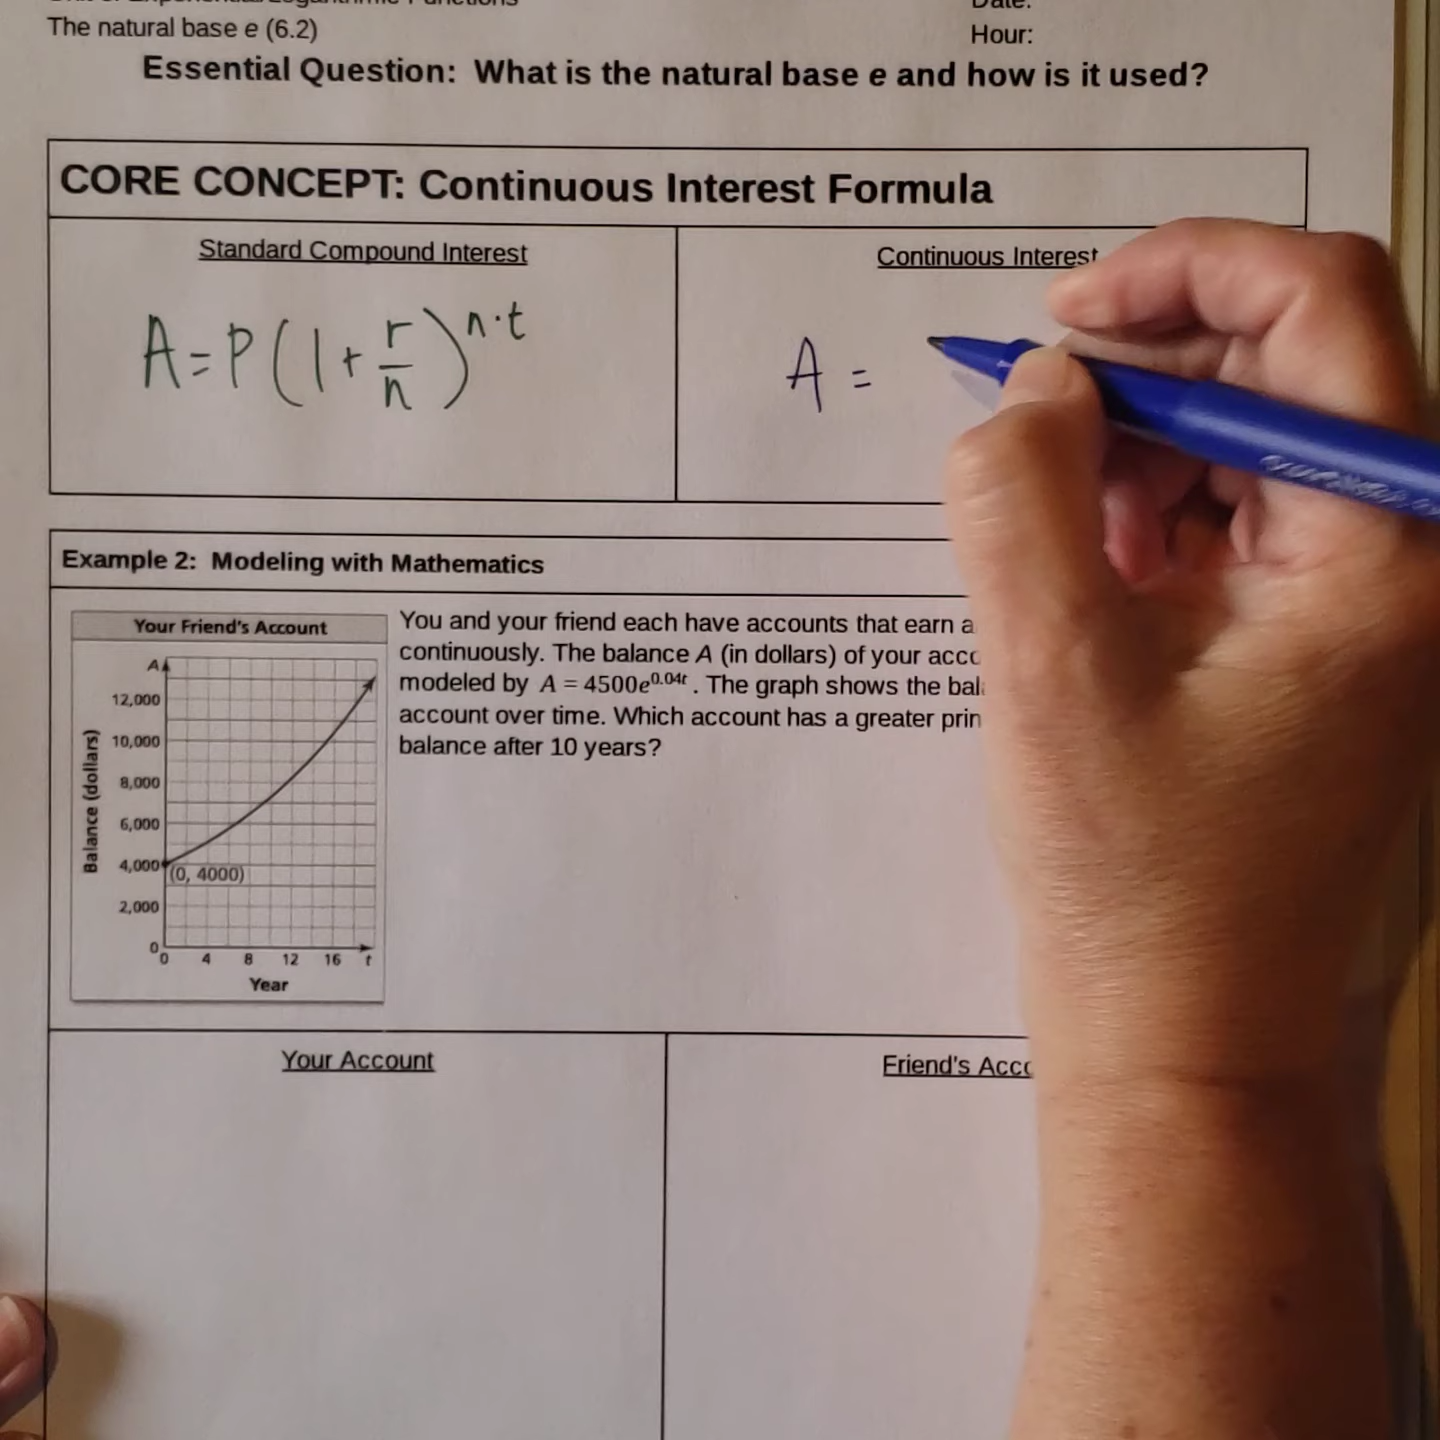 The natural base e (6.2)
Date:
Hour:
Essential Question: What is the natural base e and how is it used?
CORE CONCEPT: Continuous Interest Formula
Standard Compound Interest
A = P(1 + r/n)^n·t
Continuous Interest
A =
Example 2: Modeling with Mathematics
Your Friend's Account
A
12,000
10,000
8,000
6,000
4,000
2,000
0
(0, 4000)
0 4 8 12 16 t
Year
Balance (dollars)
You and your friend each have accounts that earn a
continuously. The balance A (in dollars) of your
modeled by A = 4500e^0.04t. The graph shows the
account over time. Which account has a greater
balance after 10 years?
Your Account
Friend's